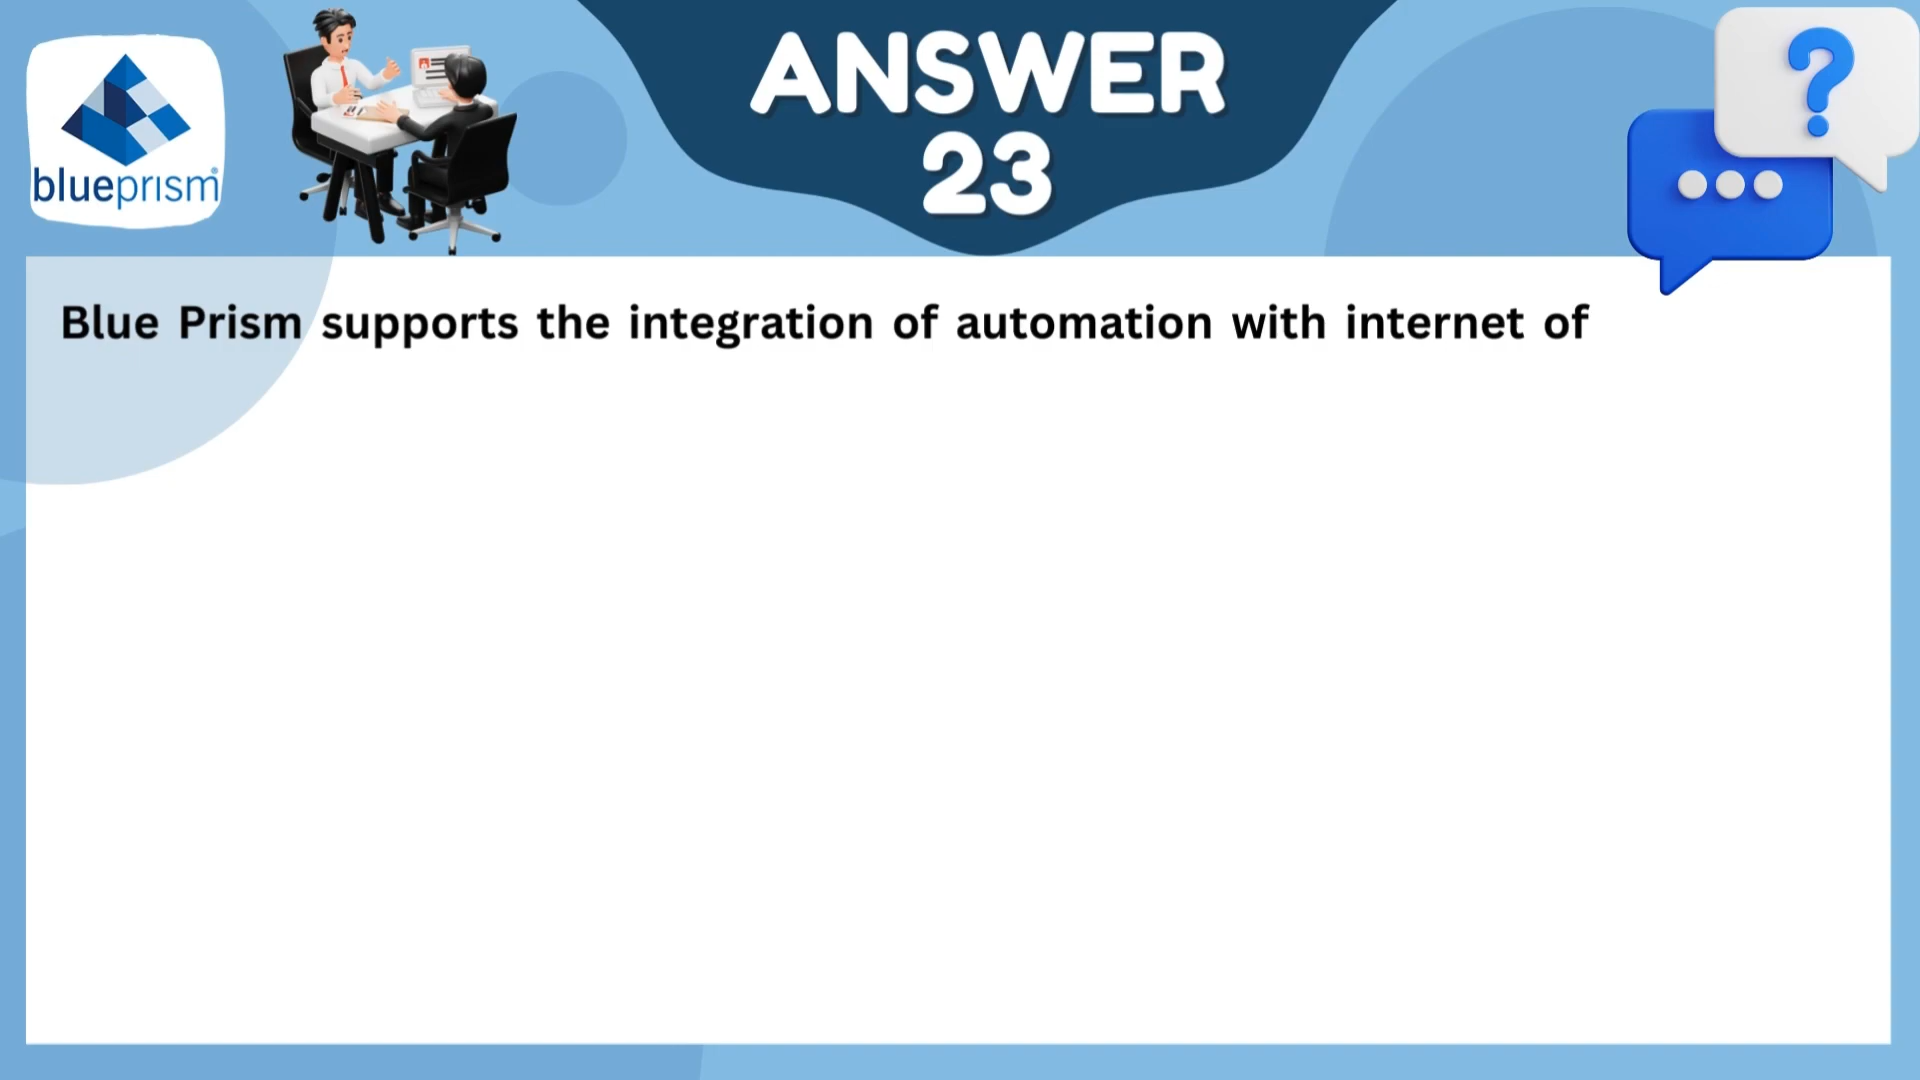 blueprism®
ANSWER
23
?
Blue Prism supports the integration of automation with internet of